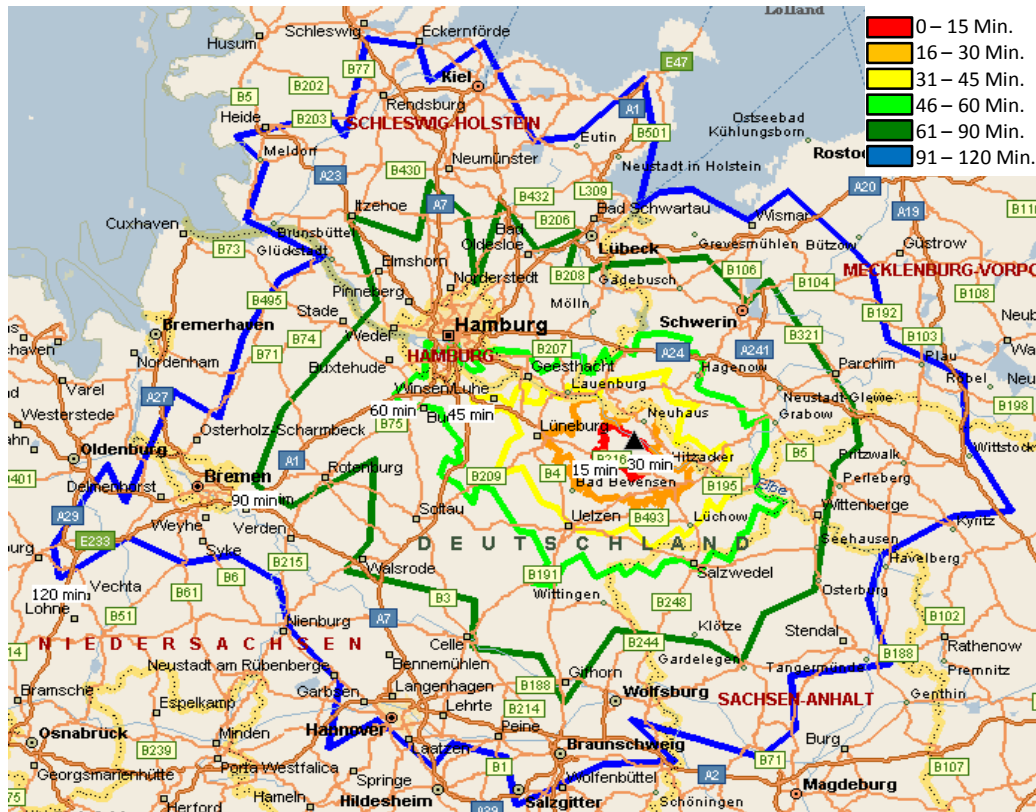 Lolland
0 – 15 Min.
16 – 30 Min.
31 – 45 Min.
46 – 60 Min.
61 – 90 Min.
91 – 120 Min.
Schleswig
Eckernförde
Husum
B77
Kiel
E47
B202
B5
Rendsburg
A1
Heide
B203
SCHLESWIG-HOLSTEIN
B501
Ostseebad
Kühlungsborn
Eutin
Meldorf
Neumünster
Neustadt in Holstein
A23
B430
L309
A20
B432
A7
Itzehoe
B206
Bad Schwartau
Wismar
A19
Cuxhaven
Brunsbüttel
Bad
Oldesloe
Lübeck
Grevesmühlen
Bützow
Güstrow
B73
Glückstadt
Elmshorn
Norderstedt
B208
Gadebusch
B106
B104
B108
B495
Pinneberg
Mölln
Stade
Schwerin
B192
Bremerhaven
Wedel
Hamburg
B74
HAMBURG
B207
A24
A241
B321
B103
B71
Nordenham
Buxtehude
Geesthacht
Hagenow
Parchim
Plau
Varel
Winsen/Luhe
Lauenburg
Neustadt-Glewe
Röbel
A27
Westerstede
60 min
45 min
Neuhaus
Grabow
B198
B75
Lüneburg
Osterholz-Scharmbeck
Oldenburg
A1
B216
Hitzacker
B5
Pritzwalk
Wittstock
Rotenburg
B209
B4
15 min
30 min
Bremen
Bad Bevensen
B195
Perleberg
Delmenhorst
90 min
Elbe
A29
Weyhe
Verden
Soltau
Uelzen
B493
Lüchow
Wittenberge
Kyritz
E233
Syke
DEUTSCHLAND
Seehausen
Havelberg
B215
Walsrode
Vechta
B6
B191
Salzwedel
120 min
B61
B3
Wittingen
Osterburg
Lohne
B51
Nienburg
A7
B248
B102
NIEDERSACHSEN
Celle
Klötze
Stendal
B244
Rathenow
Neustadt am Rübenberge
Bennemühlen
Gardelegen
Tangermünde
B188
Premnitz
Bramsche
Garbsen
Langenhagen
B188
Gifhorn
Wolfsburg
SACHSEN-ANHALT
Genthin
Espelkamp
Lehrte
B214
Osnabrück
Minden
Hannover
Peine
Burg
B239
Laatzen
Braunschweig
Georgsmarienhütte
Porta Westfalica
B1
A2
B71
B107
Springe
Wolfenbüttel
Magdeburg
Herford
Hameln
Hildesheim
Salzgitter
Schöningen